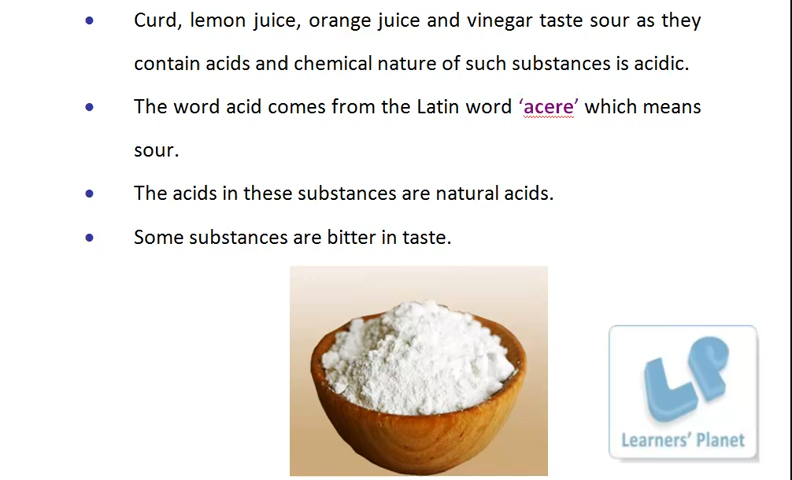 • Curd, lemon juice, orange juice and vinegar taste sour as they
contain acids and chemical nature of such substances is acidic.
• The word acid comes from the Latin word ‘acere’ which means
sour.
• The acids in these substances are natural acids.
• Some substances are bitter in taste.
LP
Learners’ Planet